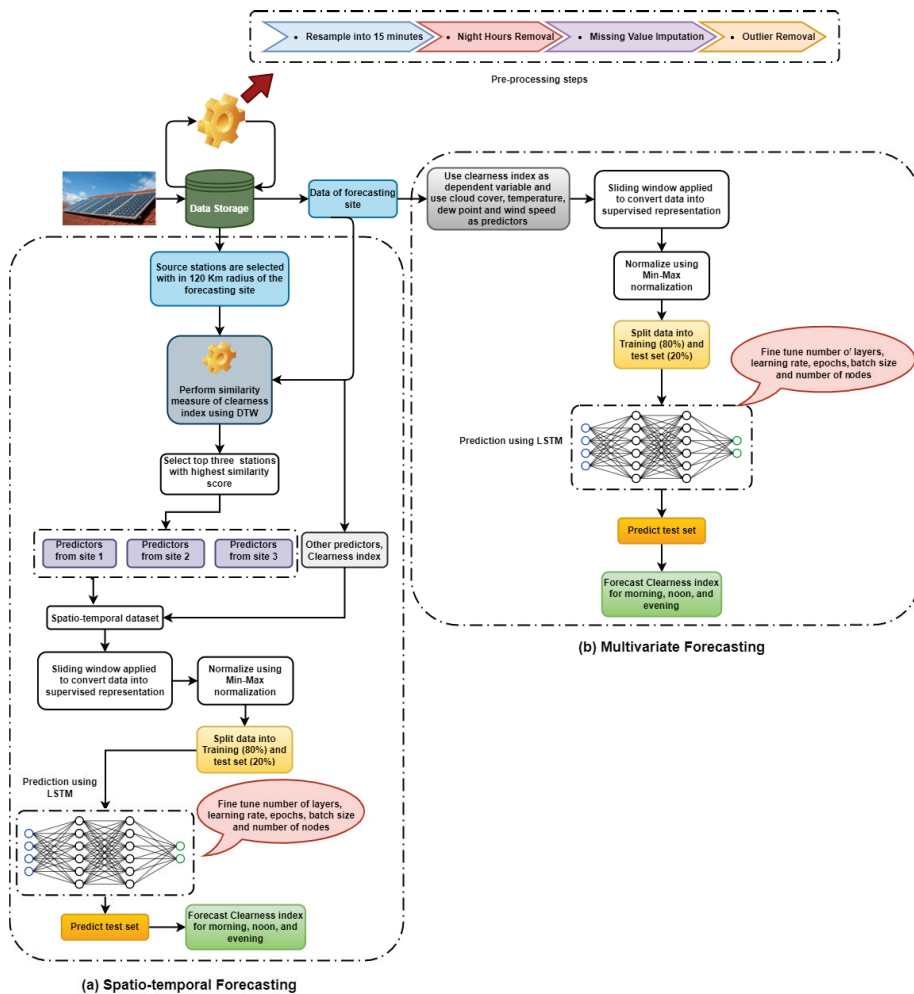 • Resample into 15 minutes
• Night Hours Removal
• Missing Value Imputation
• Outlier Removal
Pre-processing steps
Data Storage
Data of forecasting
site
Use clearness index as
dependent variable and
use cloud cover, temperature,
dew point and wind speed
as predictors
Sliding window applied
to convert data into
supervised representation
Normalize using
Min-Max
normalization
Split data into
Training (80%) and
test set (20%)
Fine tune number of layers,
learning rate, epochs, batch size
and number of nodes
Prediction using LSTM
Predict test set
Forecast Clearness index
for morning, noon, and
evening
(b) Multivariate Forecasting
Source stations are selected
with in 120 Km radius of the
forecasting site
Perform similarity
measure of clearness
index using DTW
Select top three stations
with highest similarity
score
Predictors
from site 1
Predictors
from site 2
Predictors
from site 3
Other predictors,
Clearness index
Spatio-temporal dataset
Sliding window applied
to convert data into
supervised representation
Normalize using
Min-Max
normalization
Split data into
Training (80%) and
test set (20%)
Prediction using
LSTM
Fine tune number of layers,
learning rate, epochs, batch size
and number of nodes
Predict test set
Forecast Clearness index
for morning, noon, and
evening
(a) Spatio-temporal Forecasting